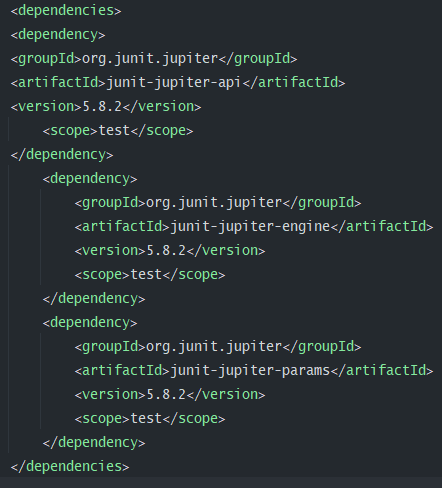 <dependencies>
<dependency>
<groupId>org.junit.jupiter</groupId>
<artifactId>junit-jupiter-api</artifactId>
<version>5.8.2</version>
<scope>test</scope>
</dependency>
<dependency>
<groupId>org.junit.jupiter</groupId>
<artifactId>junit-jupiter-engine</artifactId>
<version>5.8.2</version>
<scope>test</scope>
</dependency>
<dependency>
<groupId>org.junit.jupiter</groupId>
<artifactId>junit-jupiter-params</artifactId>
<version>5.8.2</version>
<scope>test</scope>
</dependency>
</dependencies>